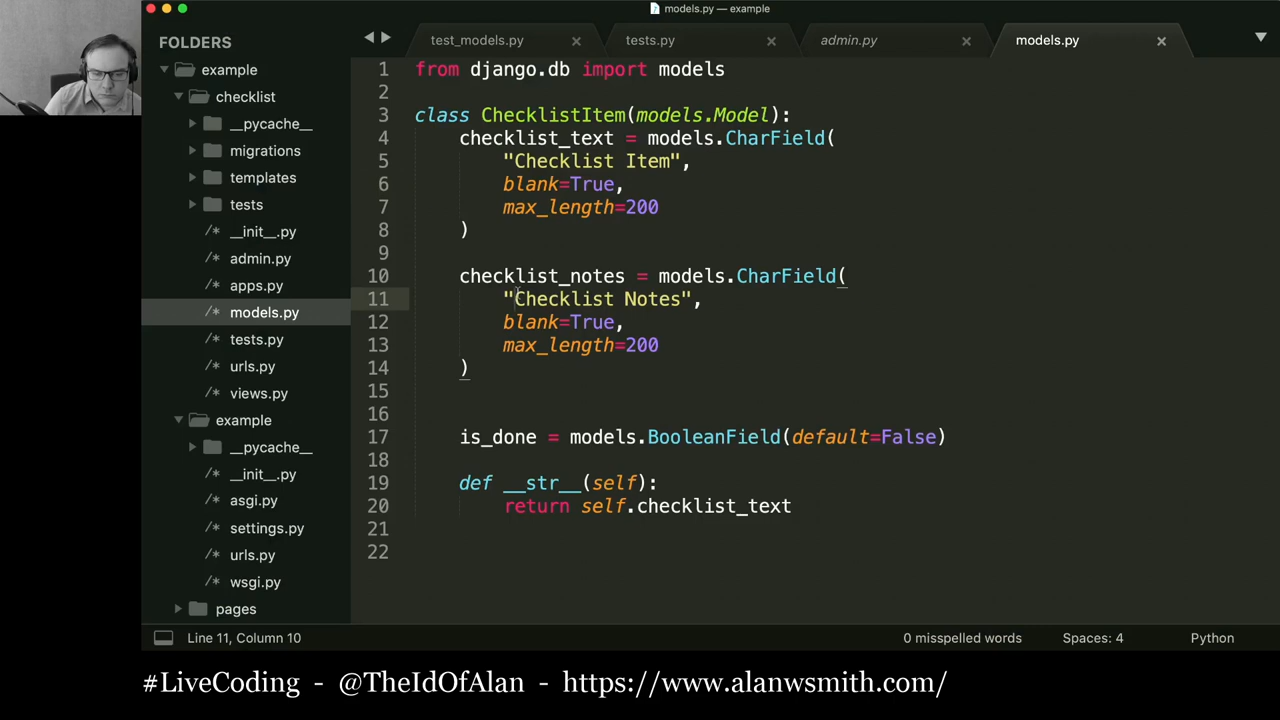 models.py — example
FOLDERS
example
checklist
__pycache__
migrations
templates
tests
/* __init__.py
/* admin.py
/* apps.py
/* models.py
/* tests.py
/* urls.py
/* views.py
example
__pycache__
/* __init__.py
/* asgi.py
/* settings.py
/* urls.py
/* wsgi.py
pages
test_models.py
tests.py
admin.py
models.py
1 from django.db import models
2
3 class ChecklistItem(models.Model):
4 checklist_text = models.CharField(
5 "Checklist Item",
6 blank=True,
7 max_length=200
8 )
9
10 checklist_notes = models.CharField(
11 "Checklist Notes",
12 blank=True,
13 max_length=200
14 )
15
16
17 is_done = models.BooleanField(default=False)
18
19 def __str__(self):
20 return self.checklist_text
21
22
Line 11, Column 10
0 misspelled words
Spaces: 4
Python
#LiveCoding - @TheIdOfAlan - https://www.alanwsmith.com/